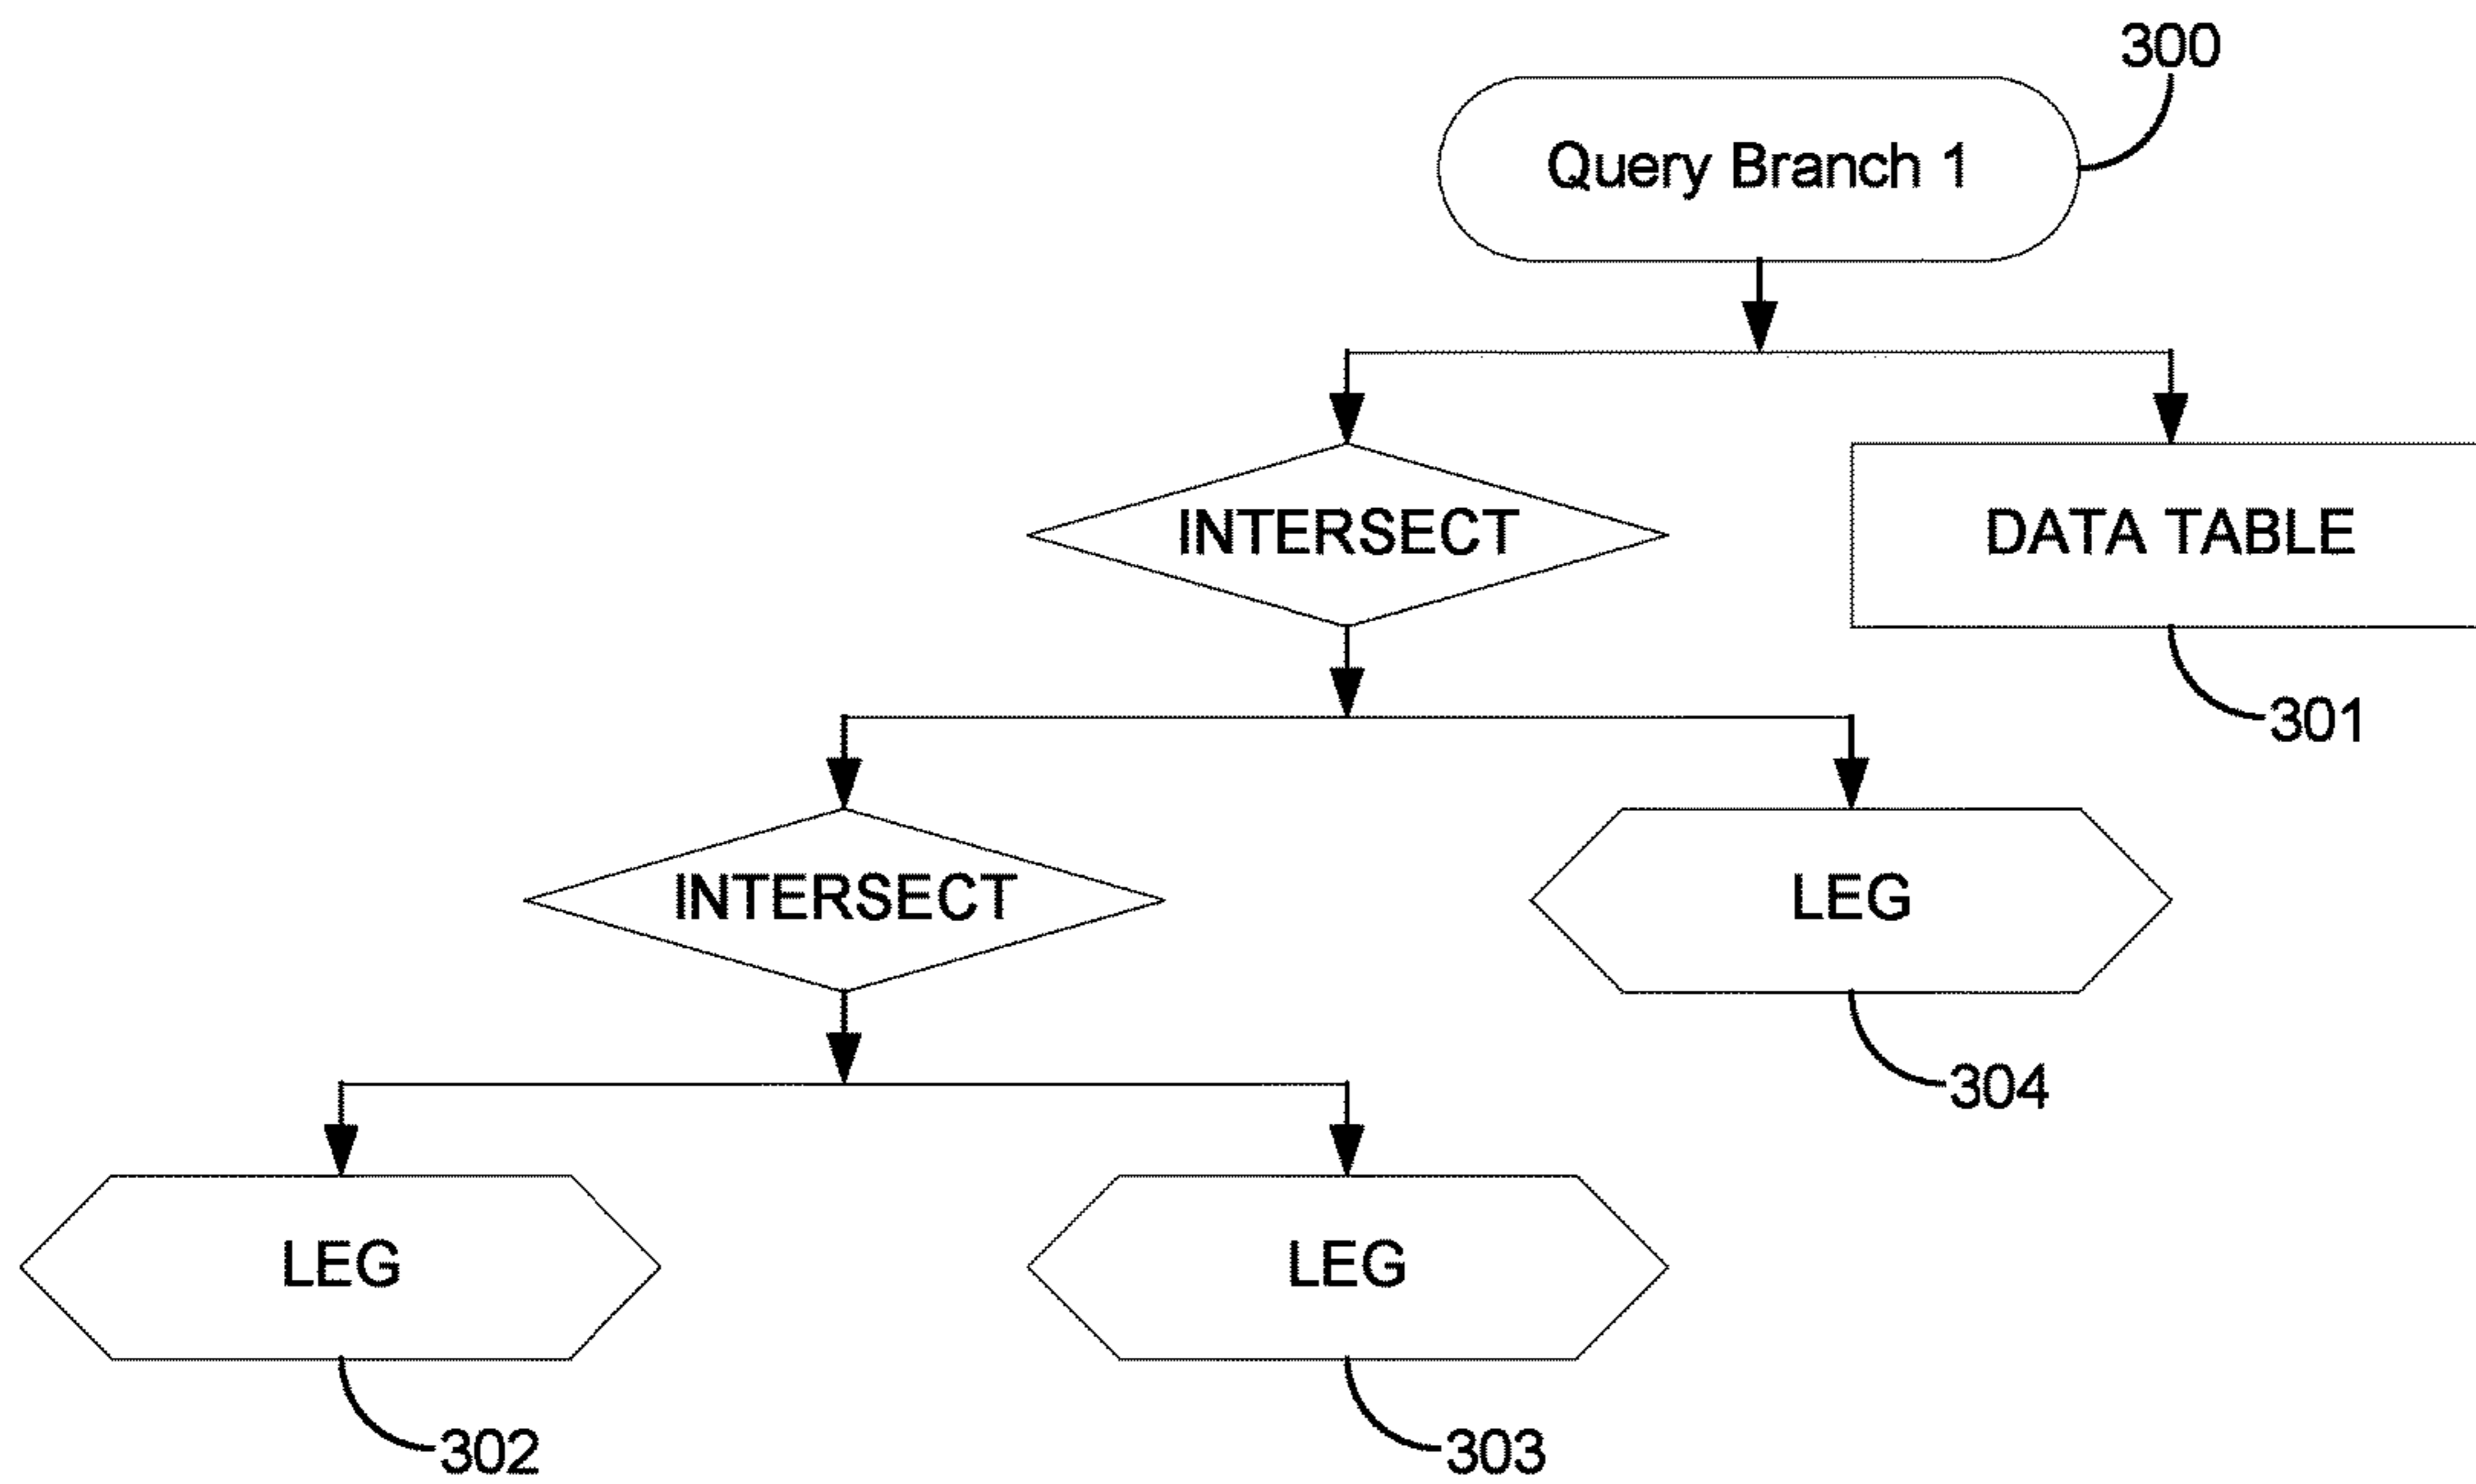 300
Query Branch 1
INTERSECT
DATA TABLE
301
INTERSECT
LEG
304
LEG
LEG
302
303